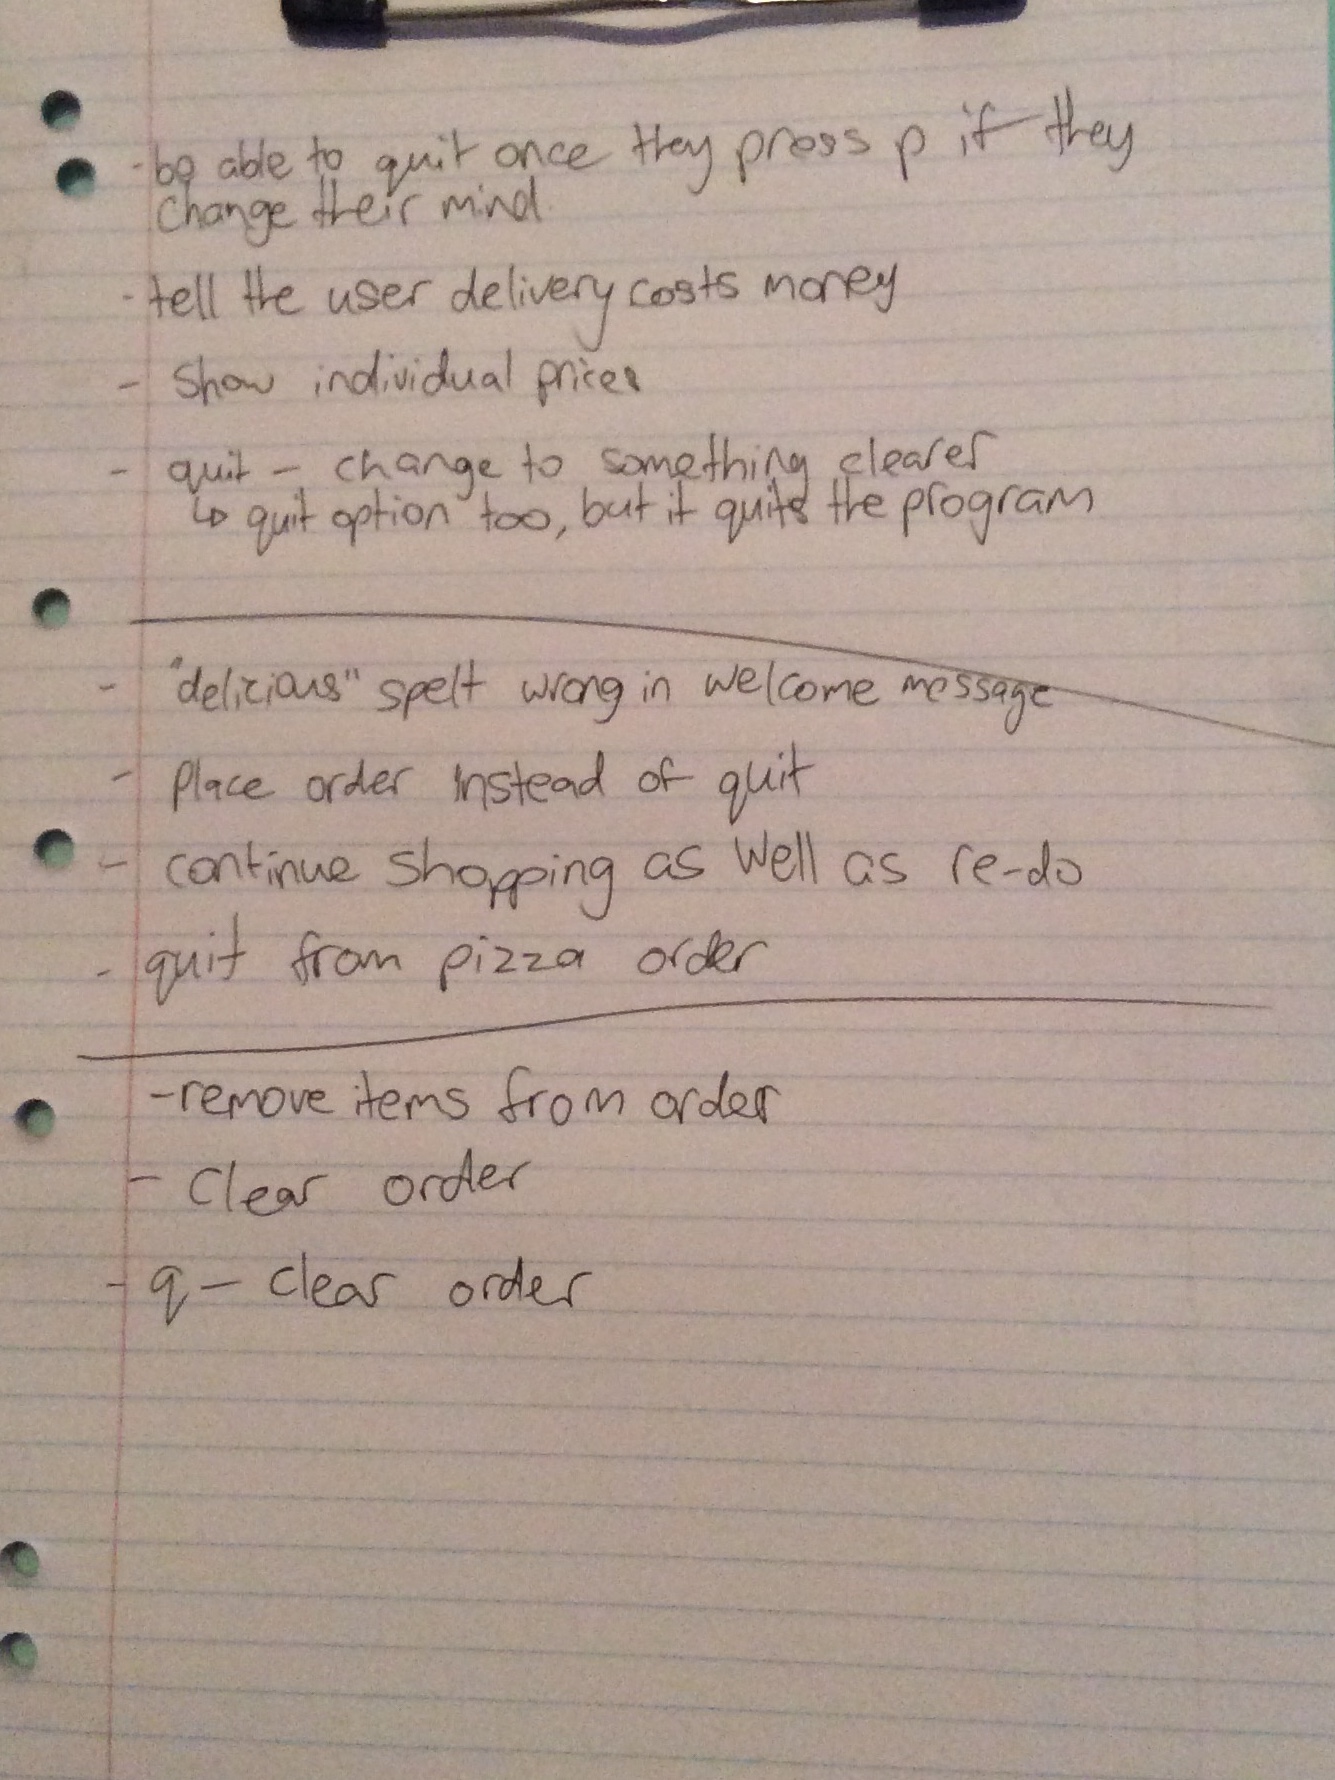 - be able to quit once they press p if they
change their mind.
- tell the user delivery costs money
- Show individual prices
- quit - change to something clearer
↳ quit option too, but it quits the program
- "delicious" spelt wrong in welcome message
- Place order instead of quit
- continue shopping as well as re-do
- quit from pizza order
- remove items from order
- Clear order
- q - clear order